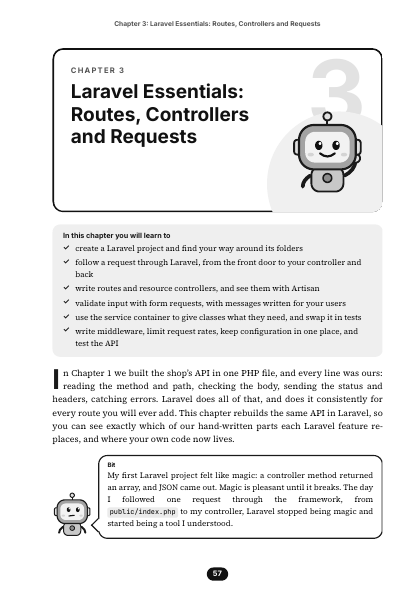 Chapter 3: Laravel Essentials: Routes, Controllers and Requests
CHAPTER 3
3
Laravel Essentials:
Routes, Controllers
and Requests
In this chapter you will learn to
✓ create a Laravel project and find your way around its folders
✓ follow a request through Laravel, from the front door to your controller and
back
✓ write routes and resource controllers, and see them with Artisan
✓ validate input with form requests, with messages written for your users
✓ use the service container to give classes what they need, and swap it in tests
✓ write middleware, limit request rates, keep configuration in one place, and
test the API
In Chapter 1 we built the shop's API in one PHP file, and every line was ours:
reading the method and path, checking the body, sending the status and
headers, catching errors. Laravel does all of that, and does it consistently for
every route you will ever add. This chapter rebuilds the same API in Laravel, so
you can see exactly which of our hand-written parts each Laravel feature re-
places, and where your own code now lives.
Bit
My first Laravel project felt like magic: a controller method returned
an array, and JSON came out. Magic is pleasant until it breaks. The day
I followed one request through the framework, from
public/index.php to my controller, Laravel stopped being magic and
started being a tool I understood.
57